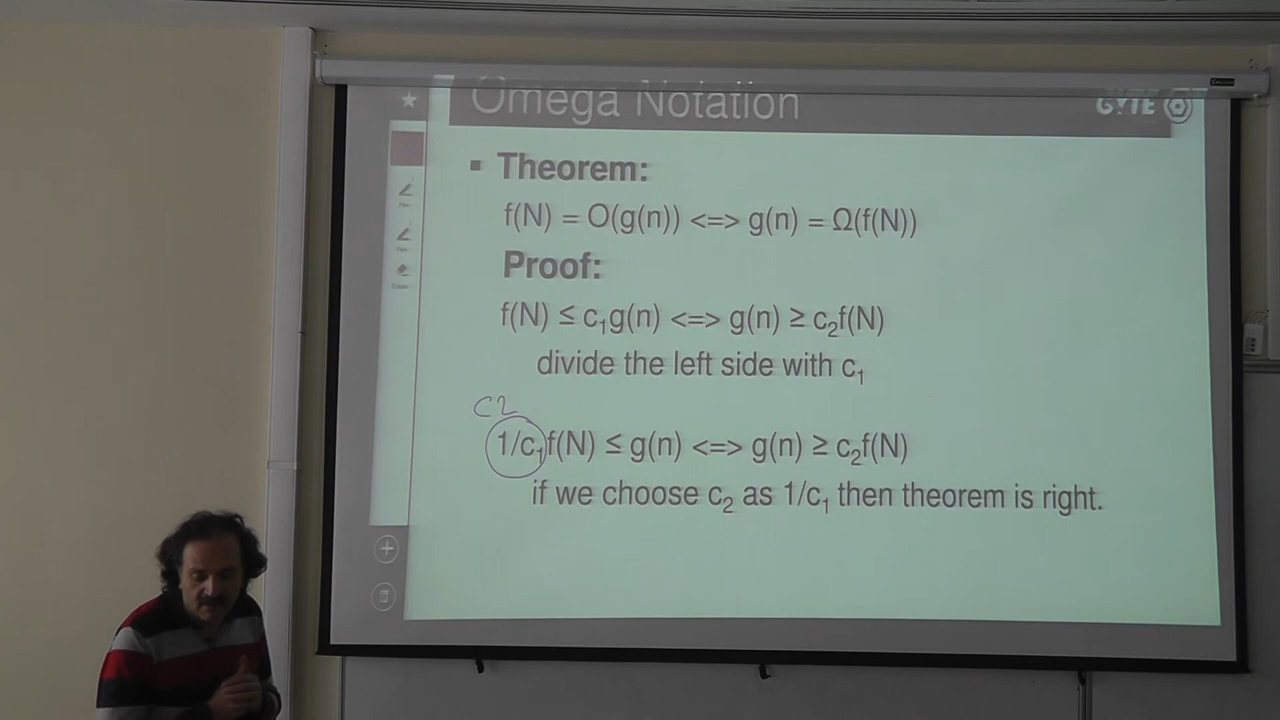 Omega Notation
GYTE
Theorem:
f(N) = O(g(n)) <=> g(n) = Ω(f(N))
Proof:
f(N) ≤ c₁g(n) <=> g(n) ≥ c₂f(N)
divide the left side with c₁
C2
1/c₁f(N) ≤ g(n) <=> g(n) ≥ c₂f(N)
if we choose c₂ as 1/c₁ then theorem is right.